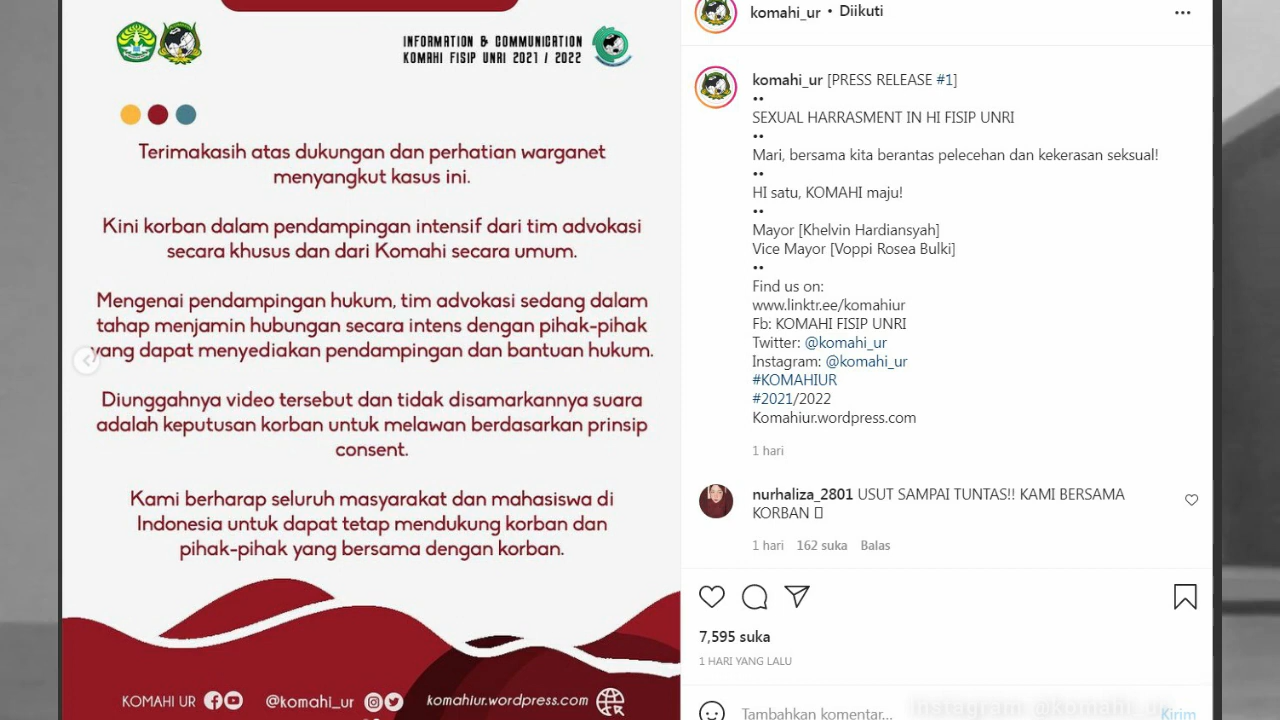 INFORMATION & COMMUNICATION
KOMAHI FISIP UNRI 2021 / 2022
Terimakasih atas dukungan dan perhatian warganet
menyangkut kasus ini.
Kini korban dalam pendampingan intensif dari tim advokasi
secara khusus dan dari Komahi secara umum.
Mengenai pendampingan hukum, tim advokasi sedang dalam
tahap menjamin hubungan secara intens dengan pihak-pihak
yang dapat menyediakan pendampingan dan bantuan hukum.
Diunggahnya video tersebut dan tidak disamarkannya suara
adalah keputusan korban untuk melawan berdasarkan prinsip
consent.
Kami berharap seluruh masyarakat dan mahasiswa di
Indonesia untuk dapat tetap mendukung korban dan
pihak-pihak yang bersama dengan korban.
KOMAHI UR @komahi_ur komahiur.wordpress.com
komahi_ur • Diikuti
komahi_ur [PRESS RELEASE #1]
••
SEXUAL HARRASMENT IN HI FISIP UNRI
••
Mari, bersama kita berantas pelecehan dan kekerasan seksual!
••
HI satu, KOMAHI maju!
••
Mayor [Khelvin Hardiansyah]
Vice Mayor [Voppi Rosea Bulki]
••
Find us on:
www.linktr.ee/komahiur
Fb: KOMAHI FISIP UNRI
Twitter: @komahi_ur
Instagram: @komahi_ur
#KOMAHIUR
#2021/2022
Komahiur.wordpress.com
1 hari
nurhaliza_2801 USUT SAMPAI TUNTAS!! KAMI BERSAMA
KORBAN
1 hari 162 suka Balas
7,595 suka
1 HARI YANG LALU
Tambahkan komentar...
Kirim
Instagram: @komahi_ur